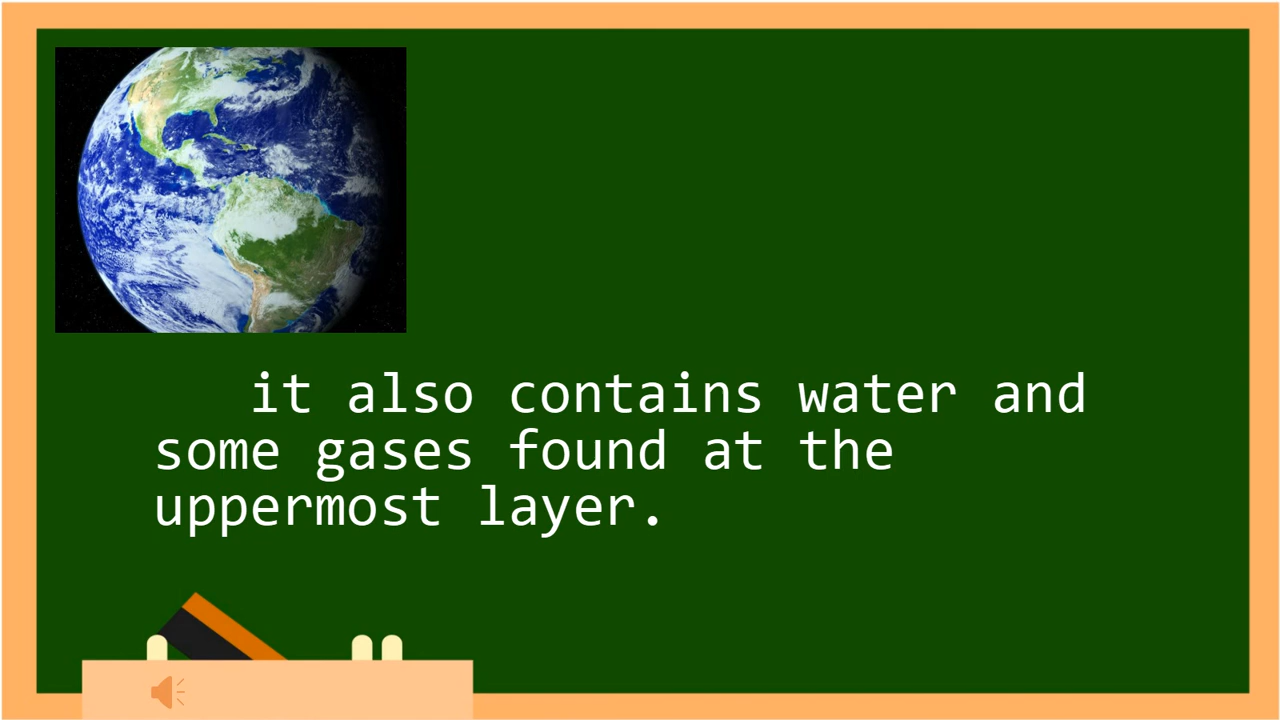 it also contains water and
some gases found at the
uppermost layer.